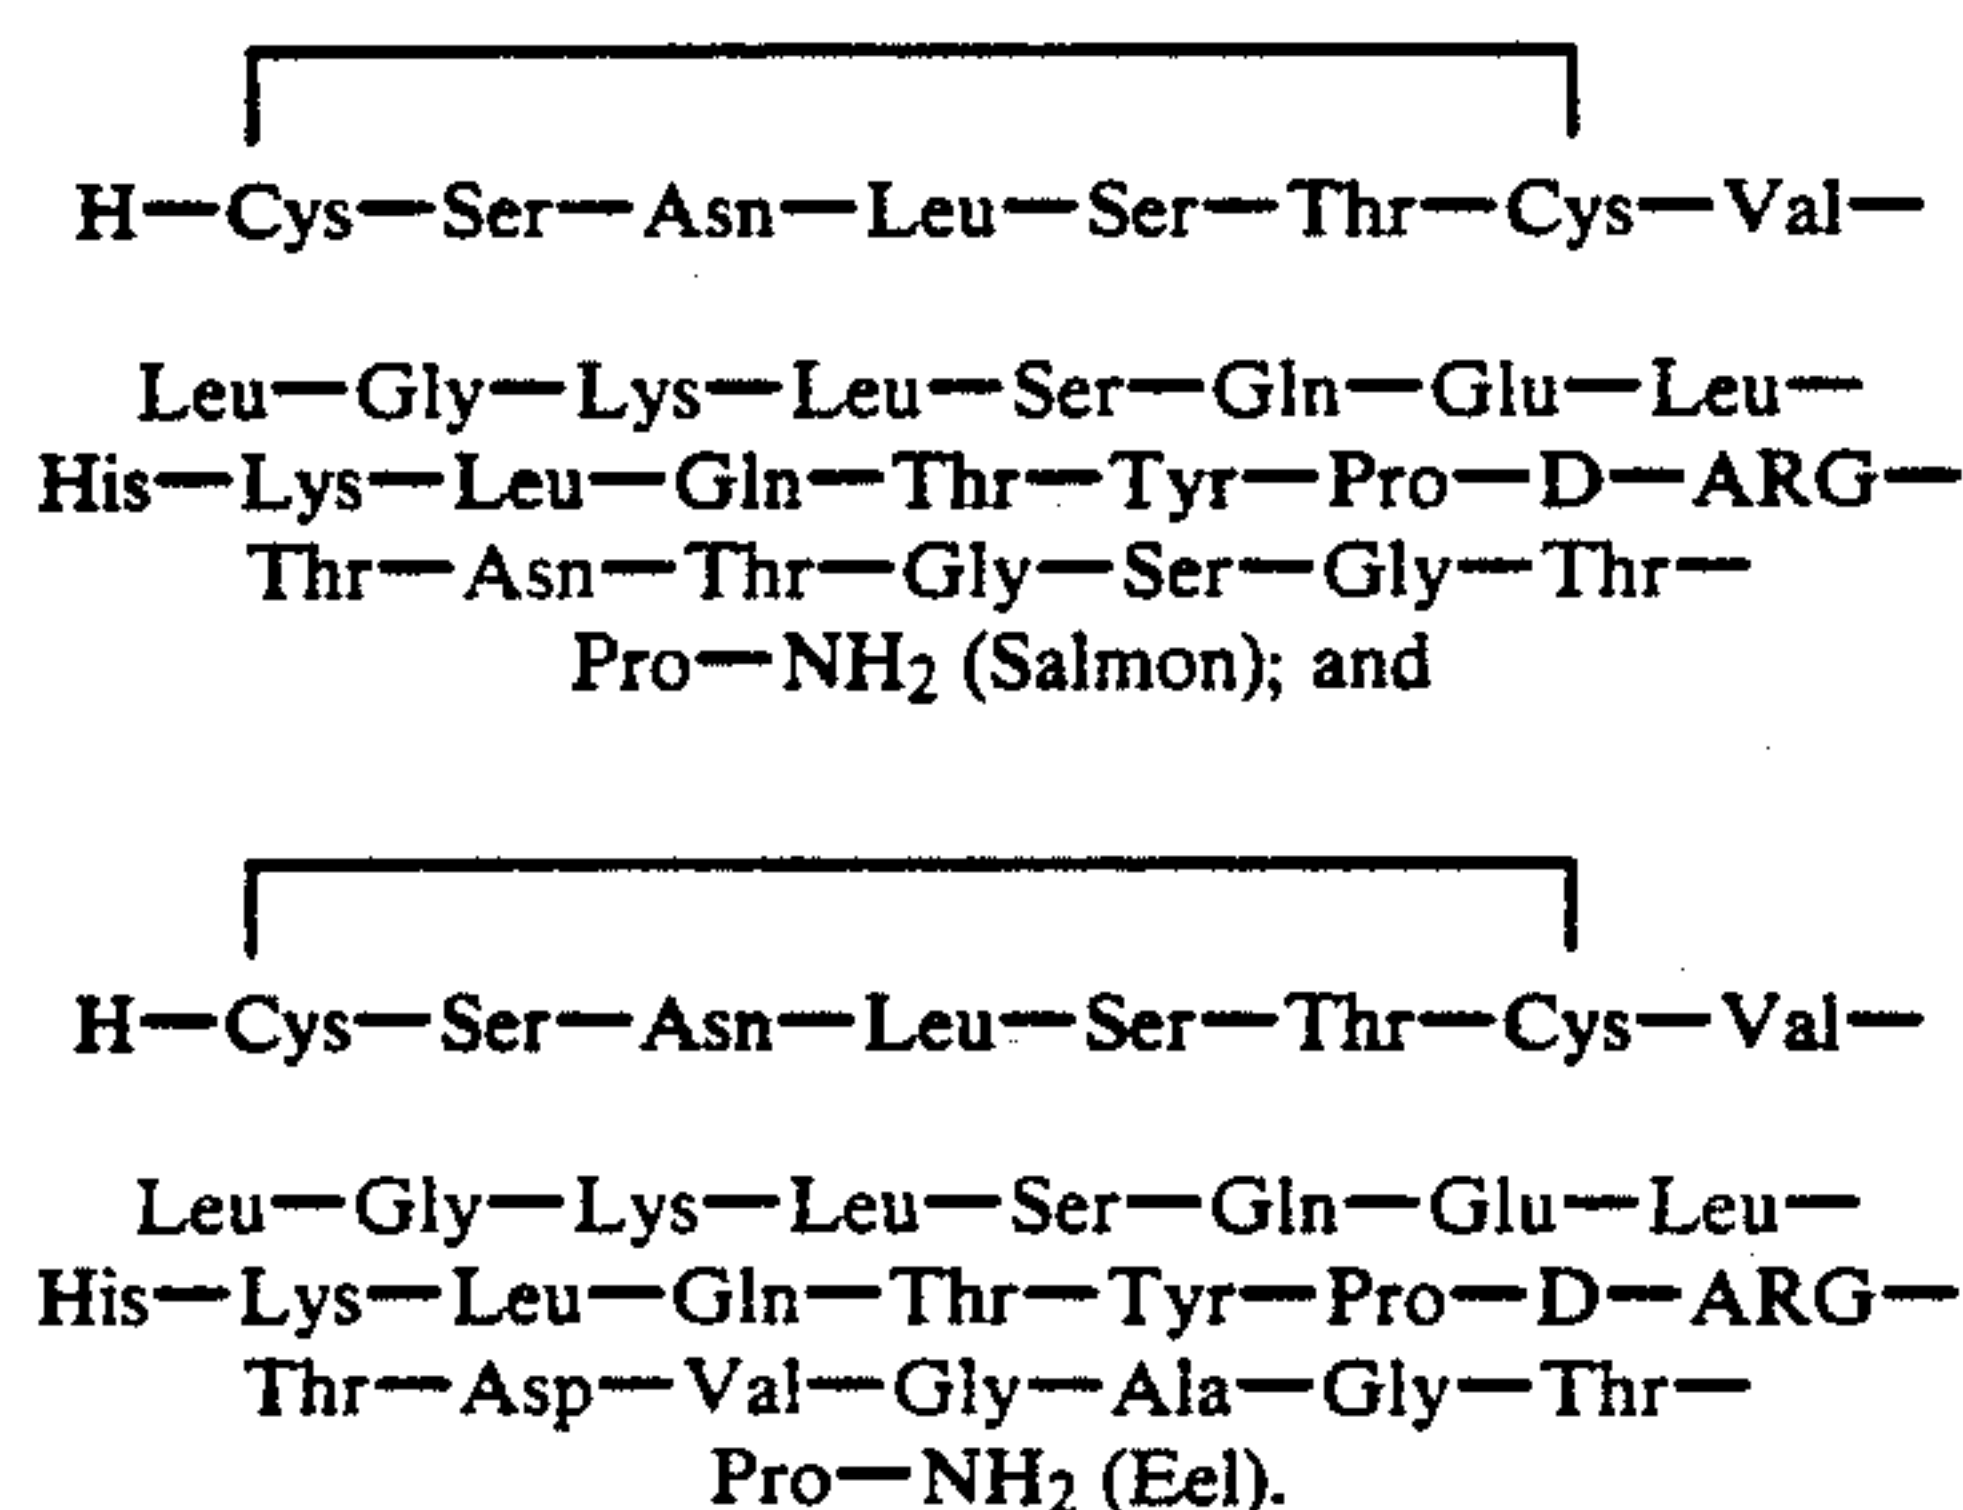 H—Cys—Ser—Asn—Leu—Ser—Thr—Cys—Val—
Leu—Gly—Lys—Leu—Ser—Gln—Glu—Leu—
His—Lys—Leu—Gln—Thr—Tyr—Pro—D—ARG—
Thr—Asn—Thr—Gly—Ser—Gly—Thr—
Pro—NH₂ (Salmon); and
H—Cys—Ser—Asn—Leu—Ser—Thr—Cys—Val—
Leu—Gly—Lys—Leu—Ser—Gln—Glu—Leu—
His—Lys—Leu—Gln—Thr—Tyr—Pro—D—ARG—
Thr—Asp—Val—Gly—Ala—Gly—Thr—
Pro—NH₂ (Eel).